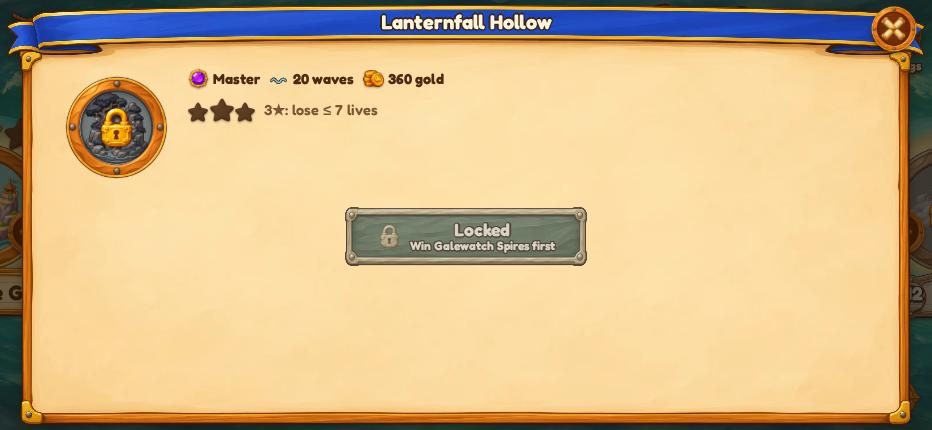 Lanternfall Hollow
Master 20 waves 360 gold
3★: lose ≤ 7 lives
Locked
Win Galewatch Spires first